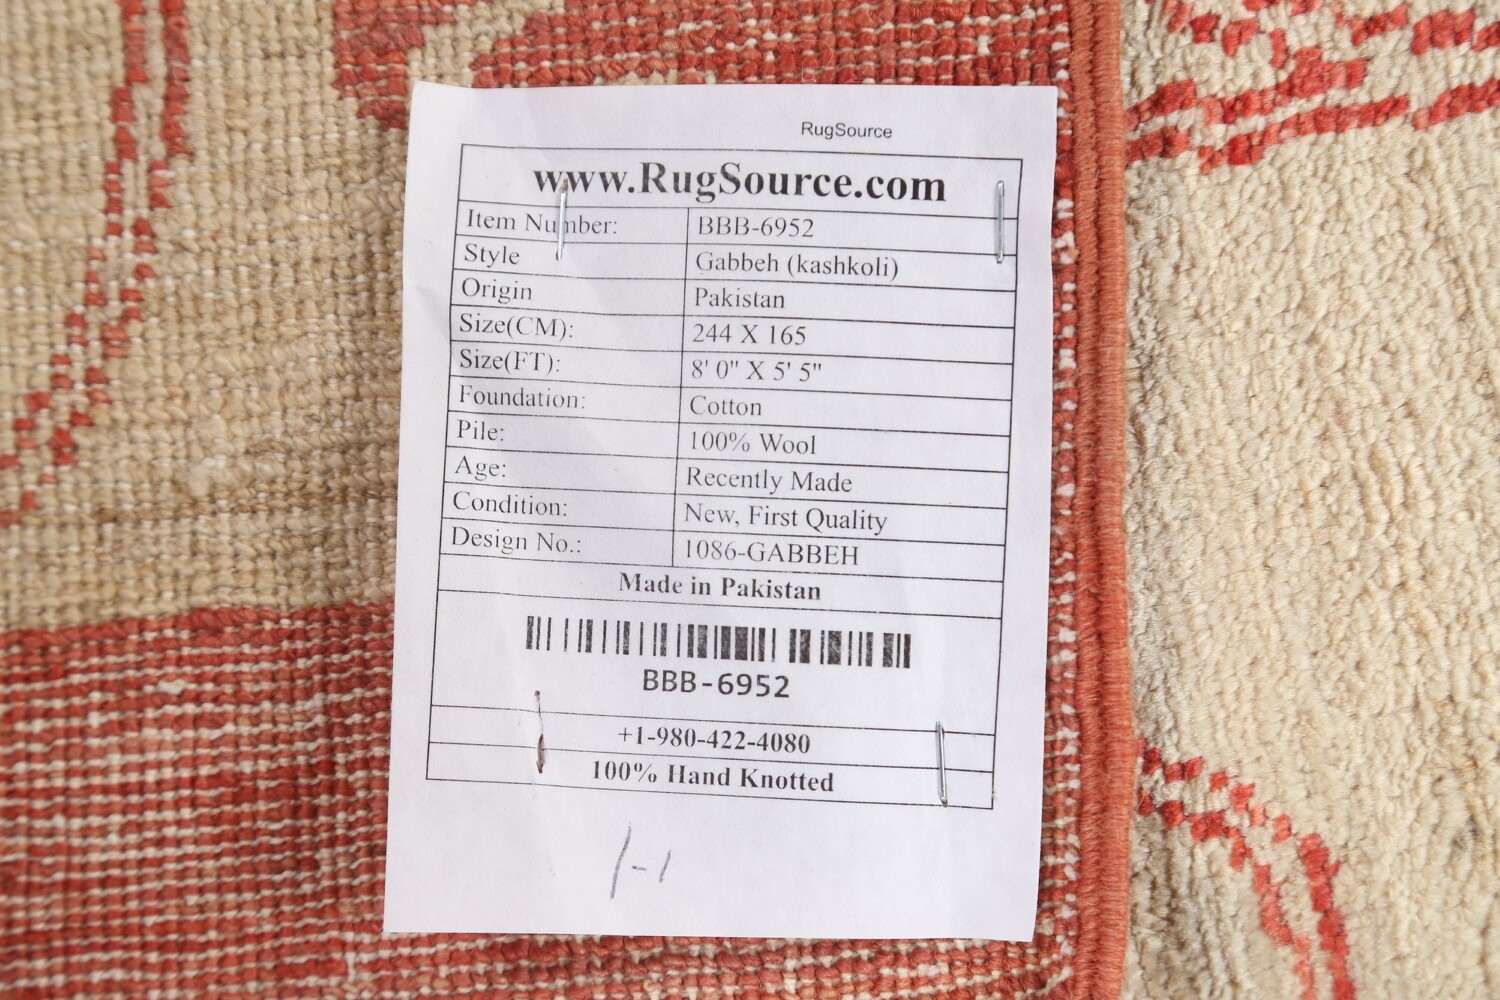 RugSource
www.RugSource.com
Item Number: BBB-6952
Style Gabbeh (kashkoli)
Origin Pakistan
Size(CM): 244 X 165
Size(FT): 8' 0" X 5' 5"
Foundation: Cotton
Pile: 100% Wool
Age: Recently Made
Condition: New, First Quality
Design No.: 1086-GABBEH
Made in Pakistan
BBB-6952
+1-980-422-4080
100% Hand Knotted
1-1